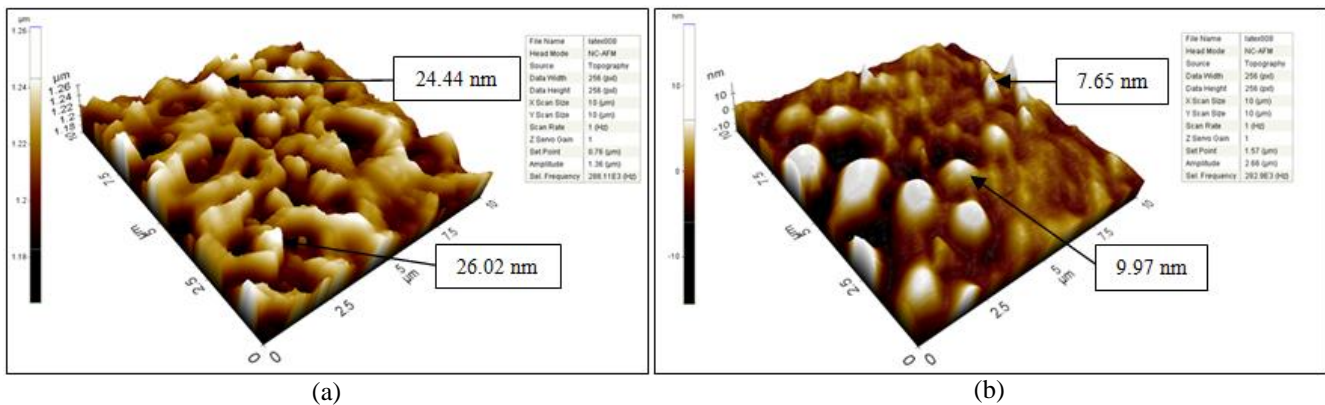 µm
1.26
1.24
1.22
1.2
1.18
µm
1.26
1.24
1.22
1.2
1.18
10
7.5
5
µm
2.5
0
0
2.5
5
µm
7.5
10
24.44 nm
26.02 nm
File Name latex008
Head Mode NC-AFM
Source Topography
Data Width 256 (pxl)
Data Height 256 (pxl)
X Scan Size 10 (µm)
Y Scan Size 10 (µm)
Scan Rate 1 (Hz)
Z Servo Gain 1
Set Point 0.76 (µm)
Amplitude 1.36 (µm)
Sel. Frequency 288.11E3 (Hz)
(a)
nm
10
0
-10
nm
10
0
-10
10
7.5
5
µm
2.5
0
0
2.5
5
µm
7.5
10
7.65 nm
9.97 nm
File Name latex008
Head Mode NC-AFM
Source Topography
Data Width 256 (pxl)
Data Height 256 (pxl)
X Scan Size 10 (µm)
Y Scan Size 10 (µm)
Scan Rate 1 (Hz)
Z Servo Gain 1
Set Point 1.57 (µm)
Amplitude 2.66 (µm)
Sel. Frequency 282.9E3 (Hz)
(b)